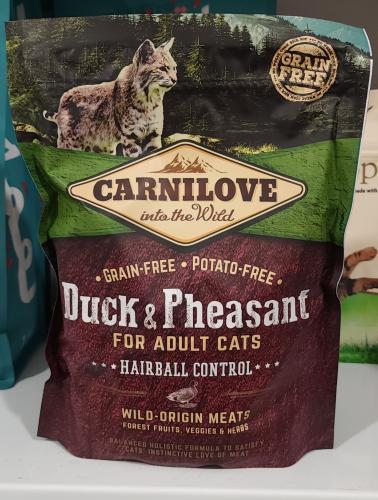 GRAIN
FREE
CARNILOVE
into the Wild
• GRAIN-FREE • POTATO-FREE •
Duck & Pheasant
FOR ADULT CATS
HAIRBALL CONTROL
WILD-ORIGIN MEATS
FOREST FRUITS, VEGGIES & HERBS
BALANCED HOLISTIC FORMULA TO SATISFY
CATS' INSTINCTIVE LOVE OF MEAT
p